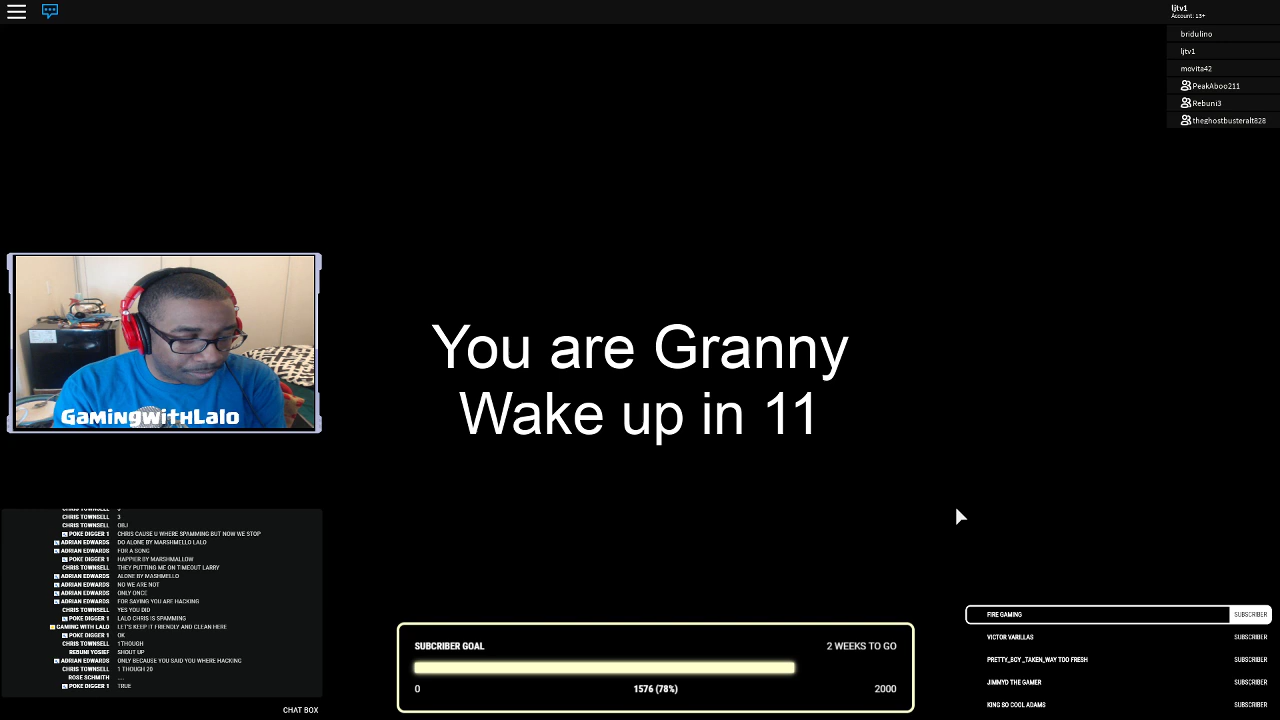 ljtv1
Account: 13+
bridulino
ljtv1
movita42
PeakAboo211
Rebuni3
theghostbusteralt828
You are Granny
Wake up in 11
GamingwithLalo
CHRIS TOWNSELL 3
CHRIS TOWNSELL OBJ
POKE DIGGER 1 CHRIS CAUSE U WHERE SPAMMING BUT NOW WE STOP
ADRIAN EDWARDS DO ALONE BY MARSHMELLO LALO
ADRIAN EDWARDS FOR A SONG
POKE DIGGER 1 HAPPIER BY MARSHMALLOW
CHRIS TOWNSELL THEY PUTTING ME ON TIMEOUT LARRY
ADRIAN EDWARDS ALONE BY MASHMELLO
ADRIAN EDWARDS NO WE ARE NOT
ADRIAN EDWARDS ONLY ONCE
ADRIAN EDWARDS FOR SAYING YOU ARE HACKING
CHRIS TOWNSELL YES YOU DID
POKE DIGGER 1 LALO CHRIS IS SPAMMING
GAMING WITH LALO LET'S KEEP IT FRIENDLY AND CLEAN HERE
POKE DIGGER 1 OK
CHRIS TOWNSELL 1THOUGH
REBUNI YOSIEF SHOUT UP
ADRIAN EDWARDS ONLY BECAUSE YOU SAID YOU WHERE HACKING
CHRIS TOWNSELL 1 THOUGH 20
ROSE SCHMITH ....
POKE DIGGER 1 TRUE
CHAT BOX
SUBCRIBER GOAL 2 WEEKS TO GO
0 1576 (78%) 2000
FIRE GAMING SUBSCRIBER
VICTOR VARILLAS SUBSCRIBER
PRETTY_BOY _TAKEN_WAY TOO FRESH SUBSCRIBER
JIMMYD THE GAMER SUBSCRIBER
KING SO COOL ADAMS SUBSCRIBER